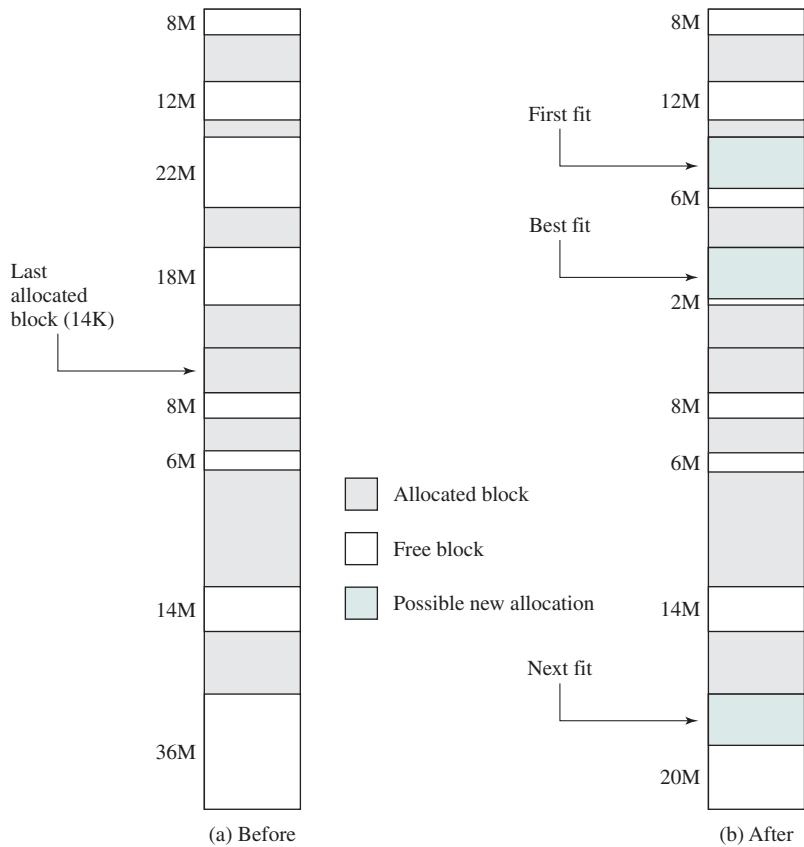 8M
12M
22M
18M
Last
allocated
block (14K)
8M
6M
14M
36M
(a) Before
Allocated block
Free block
Possible new allocation
8M
12M
First fit
6M
Best fit
2M
8M
6M
14M
Next fit
20M
(b) After